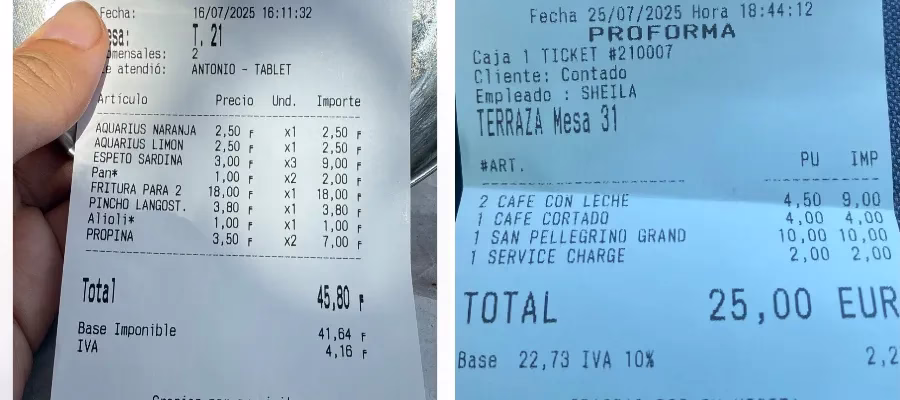 Fecha: 16/07/2025 16:11:32
esa: T. 21
omensales: 2
e atendió: ANTONIO - TABLET
Artículo Precio Und. Importe
AQUARIUS NARANJA 2,50 F x1 2,50 F
AQUARIUS LIMON 2,50 F x1 2,50 F
ESPETO SARDINA 3,00 F x3 9,00 F
Pan* 1,00 F x2 2,00 F
FRITURA PARA 2 18,00 F x1 18,00 F
PINCHO LANGOST. 3,80 F x1 3,80 F
Alioli* 1,00 F x1 1,00 F
PROPINA 3,50 F x2 7,00 F
Total 45,80 F
Base Imponible 41,64 F
IVA 4,16 F
Fecha 25/07/2025 Hora 18:44:12
PROFORMA
Caja 1 TICKET #210007
Cliente: Contado
Empleado : SHEILA
TERRAZA Mesa 31
#ART. PU IMP
2 CAFE CON LECHE 4,50 9,00
1 CAFE CORTADO 4,00 4,00
1 SAN PELLEGRINO GRAND 10,00 10,00
1 SERVICE CHARGE 2,00 2,00
TOTAL 25,00 EUR
Base 22,73 IVA 10% 2,2